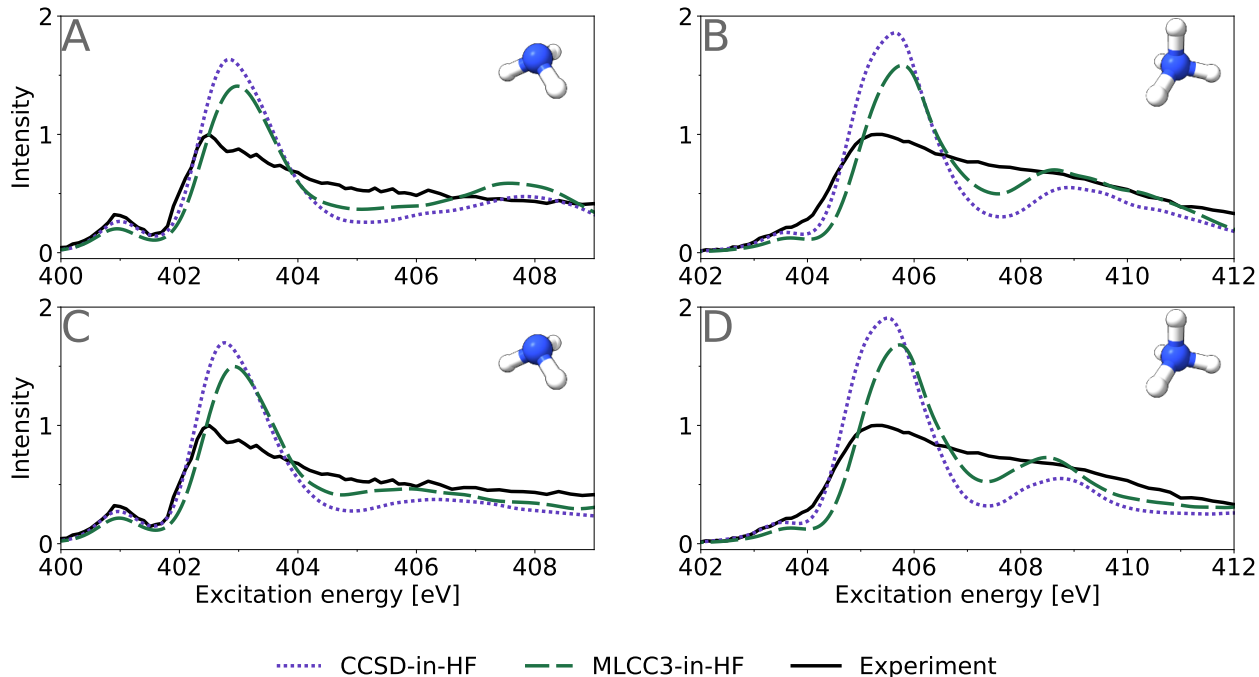 A
B
2
1
0
Intensity
400 402 404 406 408
2
1
0
402 404 406 408 410 412
C
D
2
1
0
Intensity
400 402 404 406 408
Excitation energy [eV]
2
1
0
402 404 406 408 410 412
Excitation energy [eV]
CCSD-in-HF MLCC3-in-HF Experiment